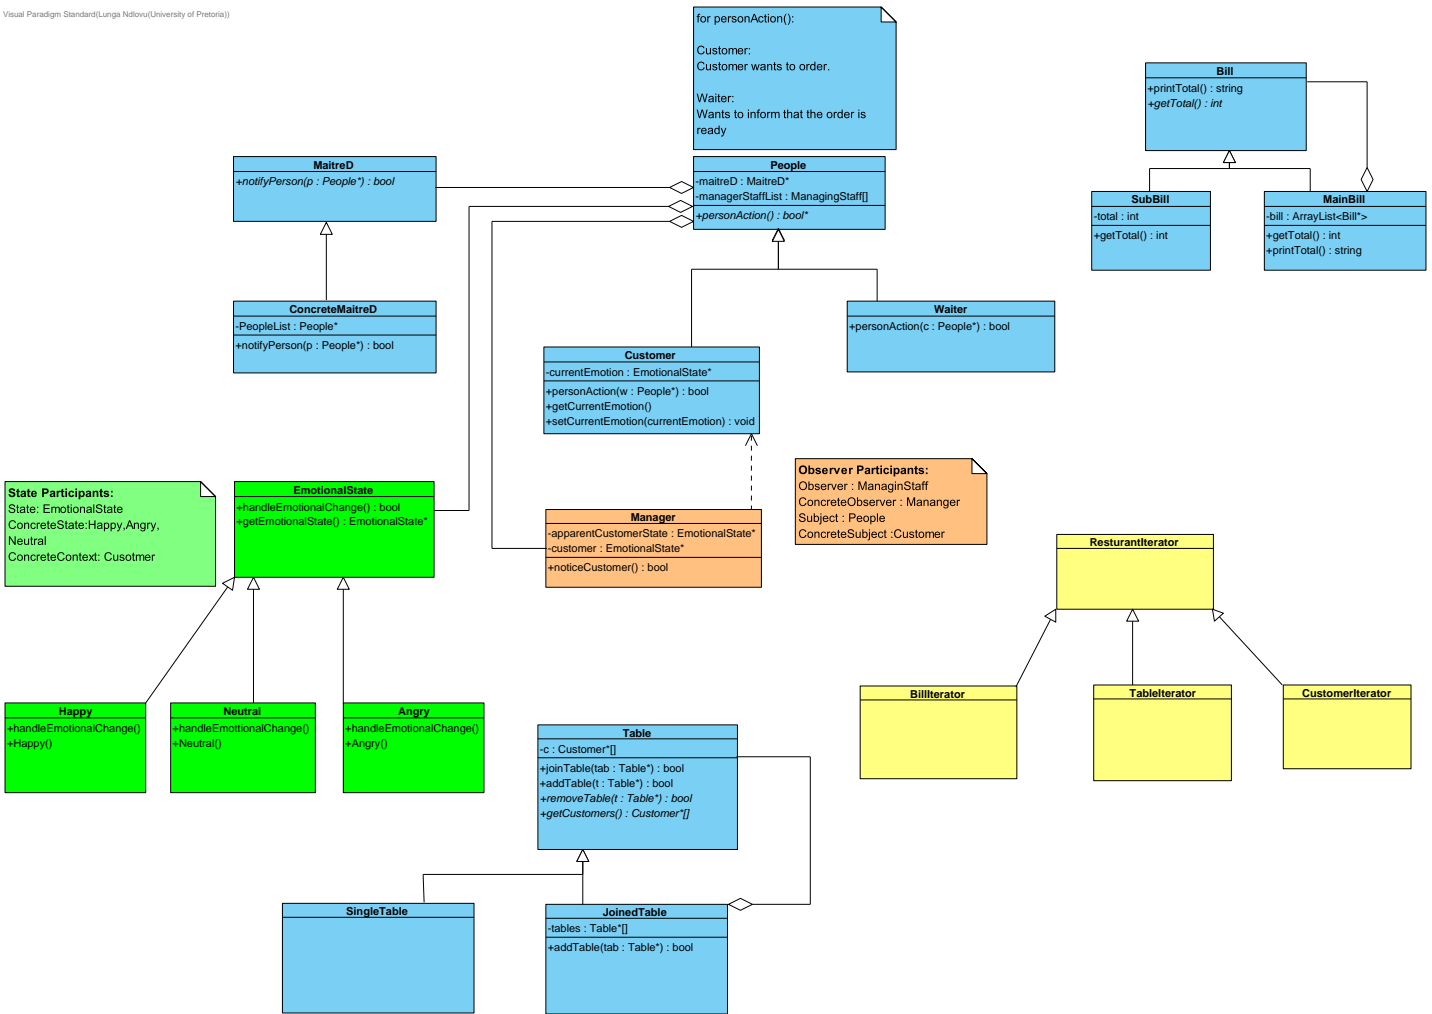 Visual Paradigm Standard(Lunga Ndlovu(University of Pretoria))
for personAction():
Customer:
Customer wants to order.
Waiter:
Wants to inform that the order is
ready
Bill
+printTotal() : string
+getTotal() : int
MaitreD
+notifyPerson(p : People*) : bool
People
-maitreD : MaitreD*
-managerStaffList : ManagingStaff[]
+personAction() : bool*
SubBill
-total : int
+getTotal() : int
MainBill
-bill : ArrayList<Bill*>
+getTotal() : int
+printTotal() : string
ConcreteMaitreD
-PeopleList : People*
+notifyPerson(p : People*) : bool
Waiter
+personAction(c : People*) : bool
Customer
-currentEmotion : EmotionalState*
+personAction(w : People*) : bool
+getCurrentEmotion()
+setCurrentEmotion(currentEmotion) : void
State Participants:
State: EmotionalState
ConcreteState:Happy,Angry,
Neutral
ConcreteContext: Cusotmer
EmotionalState
+handleEmotionalChange() : bool
+getEmotionalState() : EmotionalState*
Manager
-apparentCustomerState : EmotionalState*
-customer : EmotionalState*
+noticeCustomer() : bool
Observer Participants:
Observer : ManaginStaff
ConcreteObserver : Mananger
Subject : People
ConcreteSubject :Customer
ResturantIterator
BillIterator
TableIterator
CustomerIterator
Happy
+handleEmotionalChange()
+Happy()
Neutral
+handleEmottionalChange()
+Neutral()
Angry
+handleEmotionalChange()
+Angry()
Table
-c : Customer*[]
+joinTable(tab : Table*) : bool
+addTable(t : Table*) : bool
+removeTable(t : Table*) : bool
+getCustomers() : Customer*[]
SingleTable
JoinedTable
-tables : Table*[]
+addTable(tab : Table*) : bool